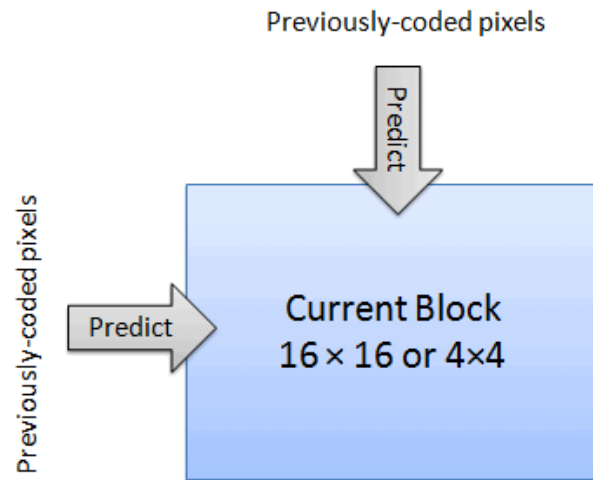 Previously-coded pixels
Predict
Previously-coded pixels
Predict
Current Block
16 × 16 or 4×4